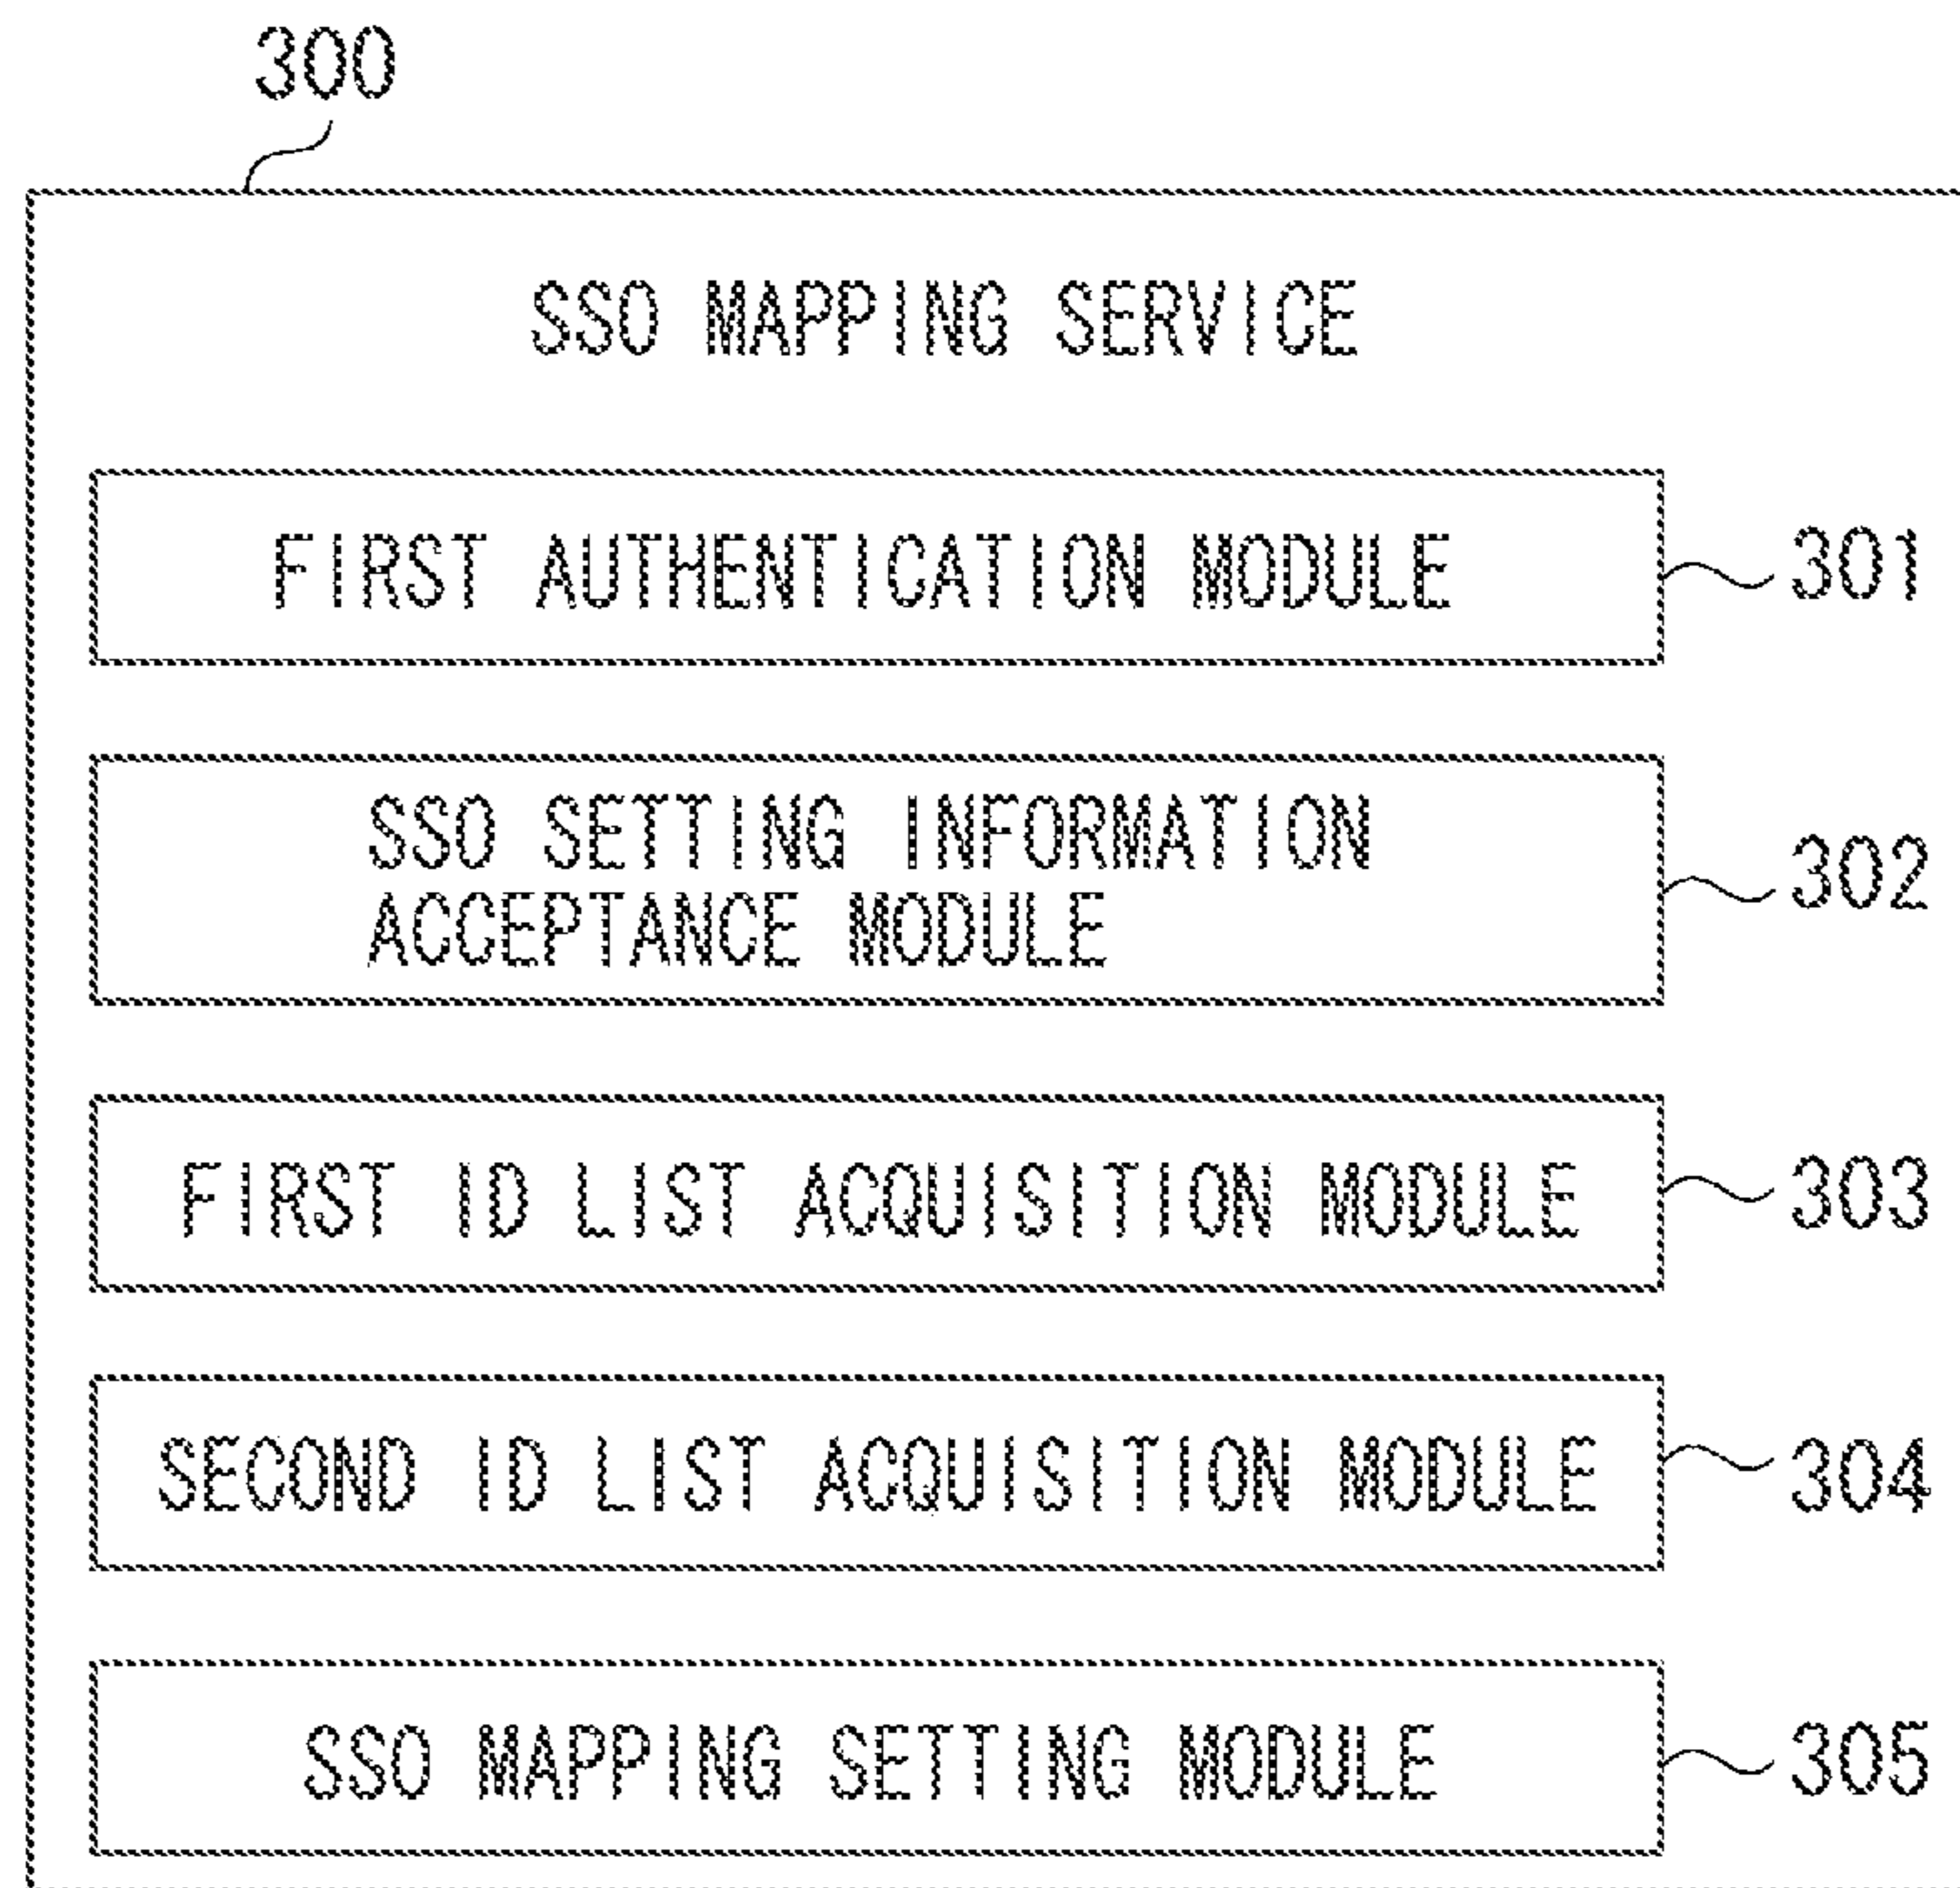 300
SSO MAPPING SERVICE
FIRST AUTHENTICATION MODULE
301
SSO SETTING INFORMATION
ACCEPTANCE MODULE
302
FIRST ID LIST ACQUISITION MODULE
303
SECOND ID LIST ACQUISITION MODULE
304
SSO MAPPING SETTING MODULE
305